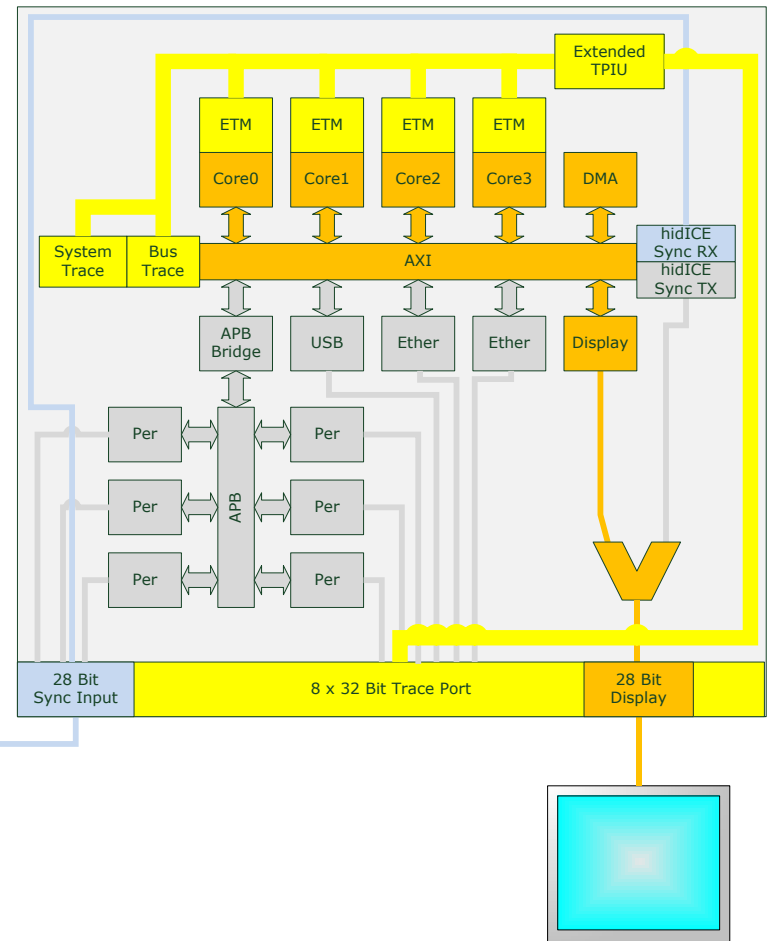 Extended
TPIU
ETM
ETM
ETM
ETM
Core0
Core1
Core2
Core3
DMA
System
Trace
Bus
Trace
AXI
hidICE
Sync RX
hidICE
Sync TX
APB
Bridge
USB
Ether
Ether
Display
Per
Per
Per
APB
Per
Per
Per
28 Bit
Sync Input
8 x 32 Bit Trace Port
28 Bit
Display